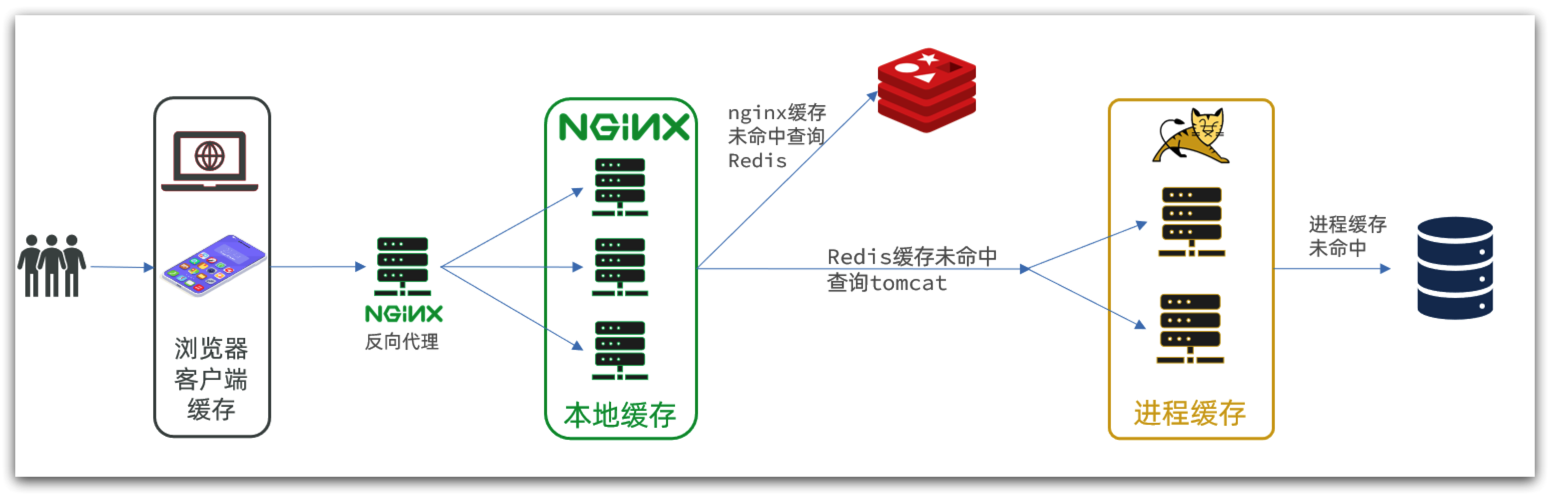 浏览器
客户端
缓存
NGINX
反向代理
NGINX
本地缓存
nginx缓存
未命中查询
Redis
Redis缓存未命中
查询tomcat
进程缓存
进程缓存
未命中